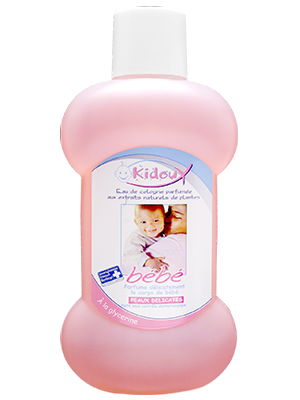 Kidoux
Eau de cologne parfumée
aux extraits naturels de plantes
bébé
Parfume délicatement
le corps de bébé
PEAUX DELICATES
À la glycérine